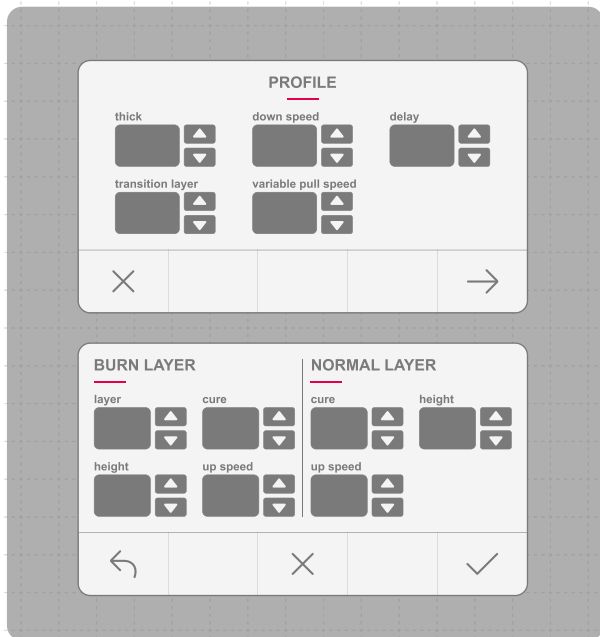 PROFILE
thick down speed delay
transition layer variable pull speed
BURN LAYER NORMAL LAYER
layer cure cure height
height up speed up speed